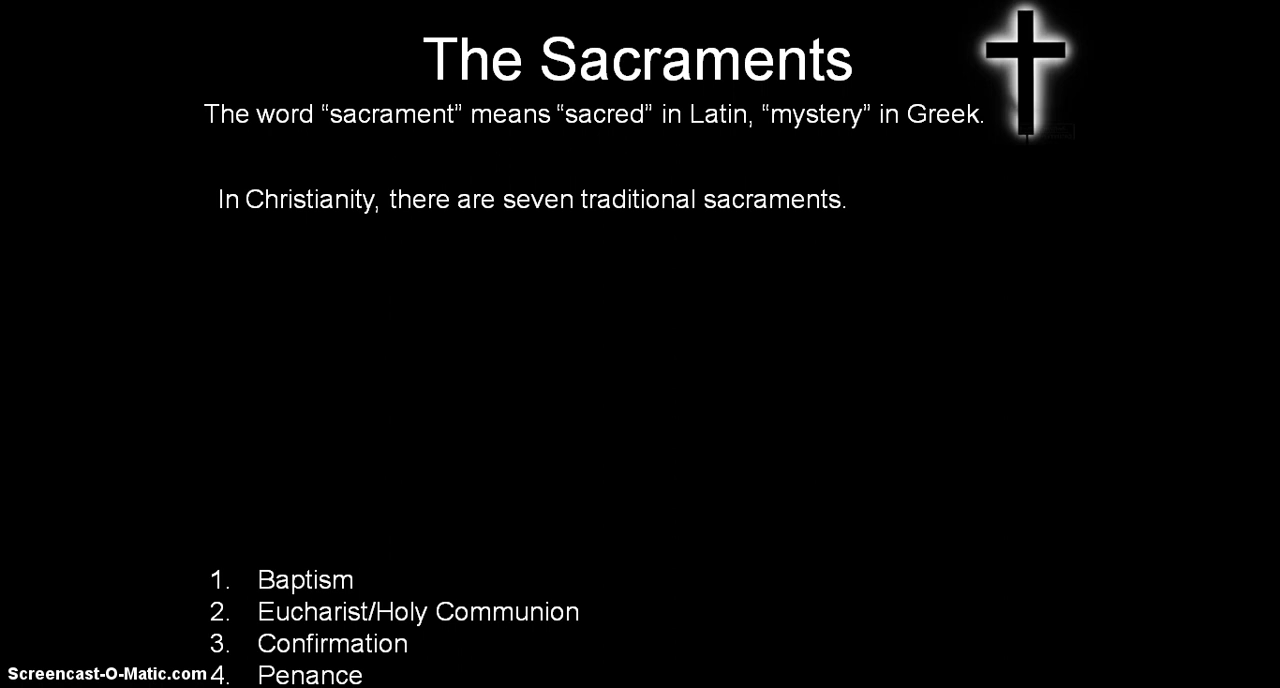 The Sacraments
The word “sacrament” means “sacred” in Latin, “mystery” in Greek.
In Christianity, there are seven traditional sacraments.
1. Baptism
2. Eucharist/Holy Communion
3. Confirmation
4. Penance
Screencast-O-Matic.com